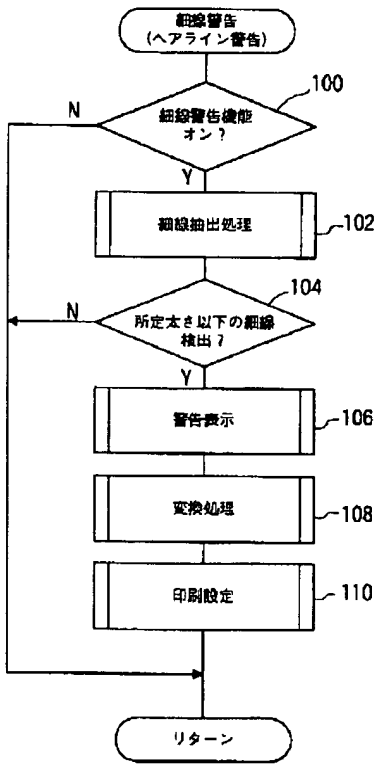 細線警告
(ヘアライン警告)
100
N
細線警告機能
オン?
Y
細線抽出処理
102
104
N
所定太さ以下の細線
検出?
Y
警告表示
106
変換処理
108
印刷設定
110
リターン